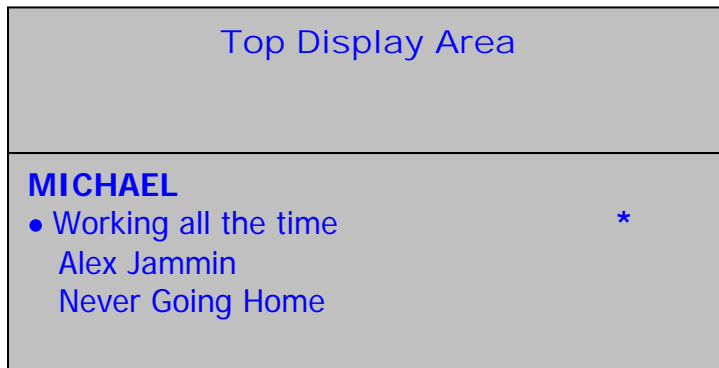 Top Display Area
MICHAEL
• Working all the time *
Alex Jammin
Never Going Home